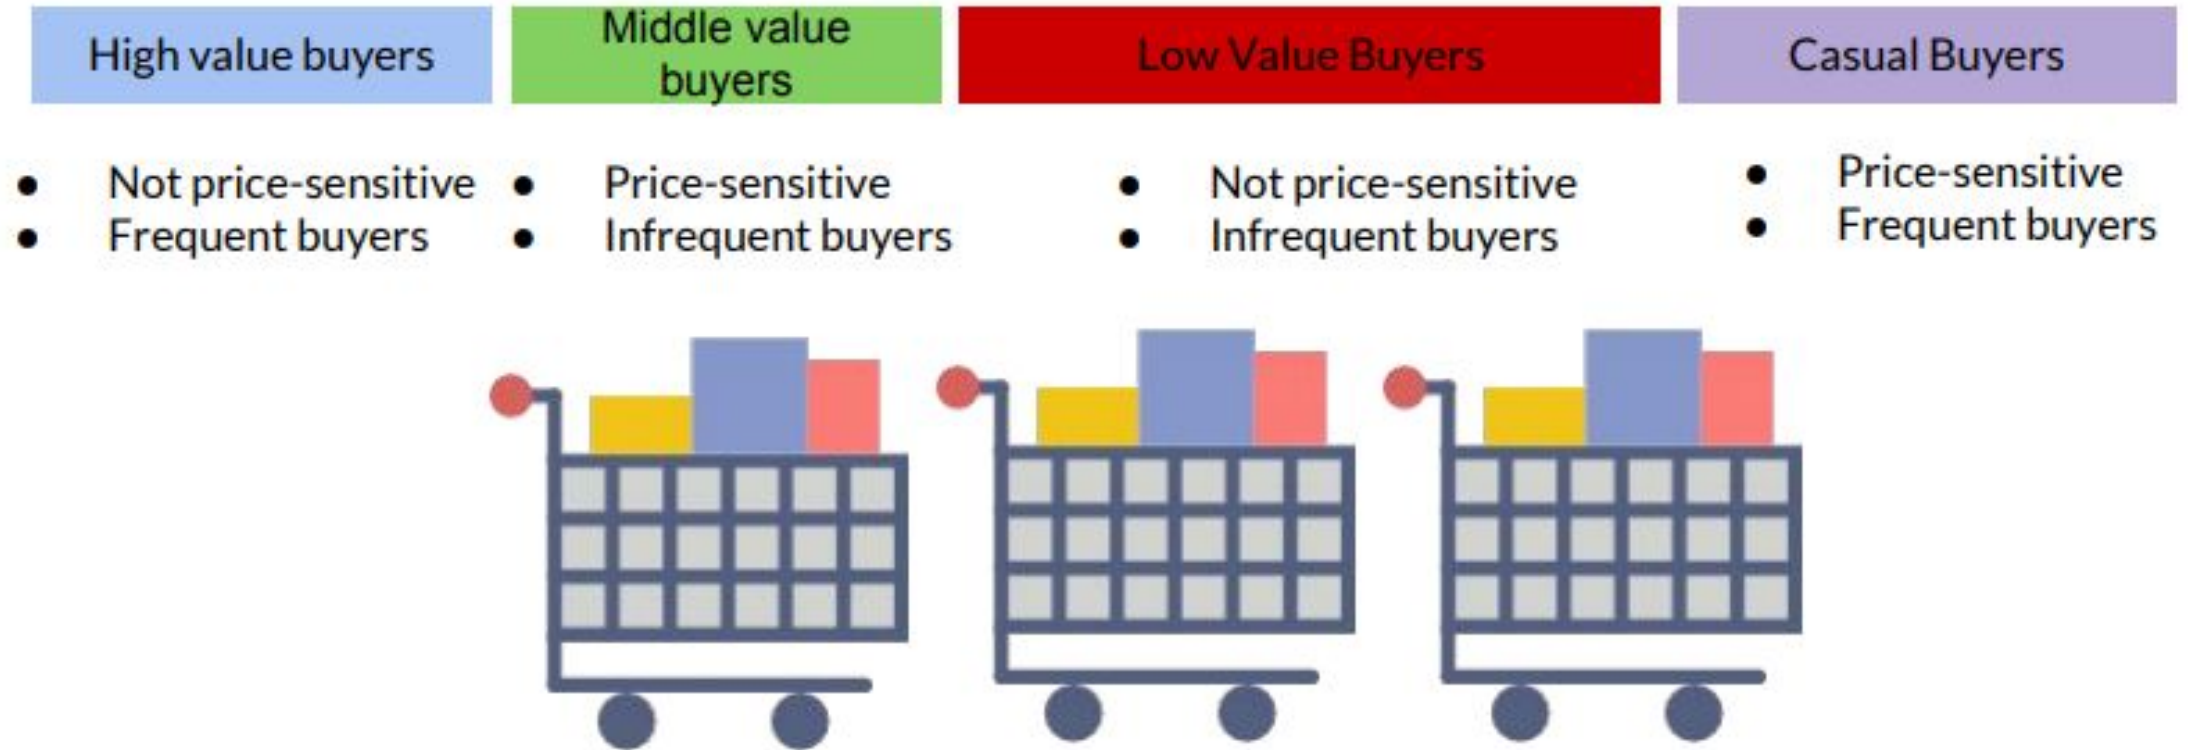 High value buyers
Middle value
buyers
Low Value Buyers
Casual Buyers
● Not price-sensitive
● Frequent buyers
● Price-sensitive
● Infrequent buyers
● Not price-sensitive
● Infrequent buyers
● Price-sensitive
● Frequent buyers